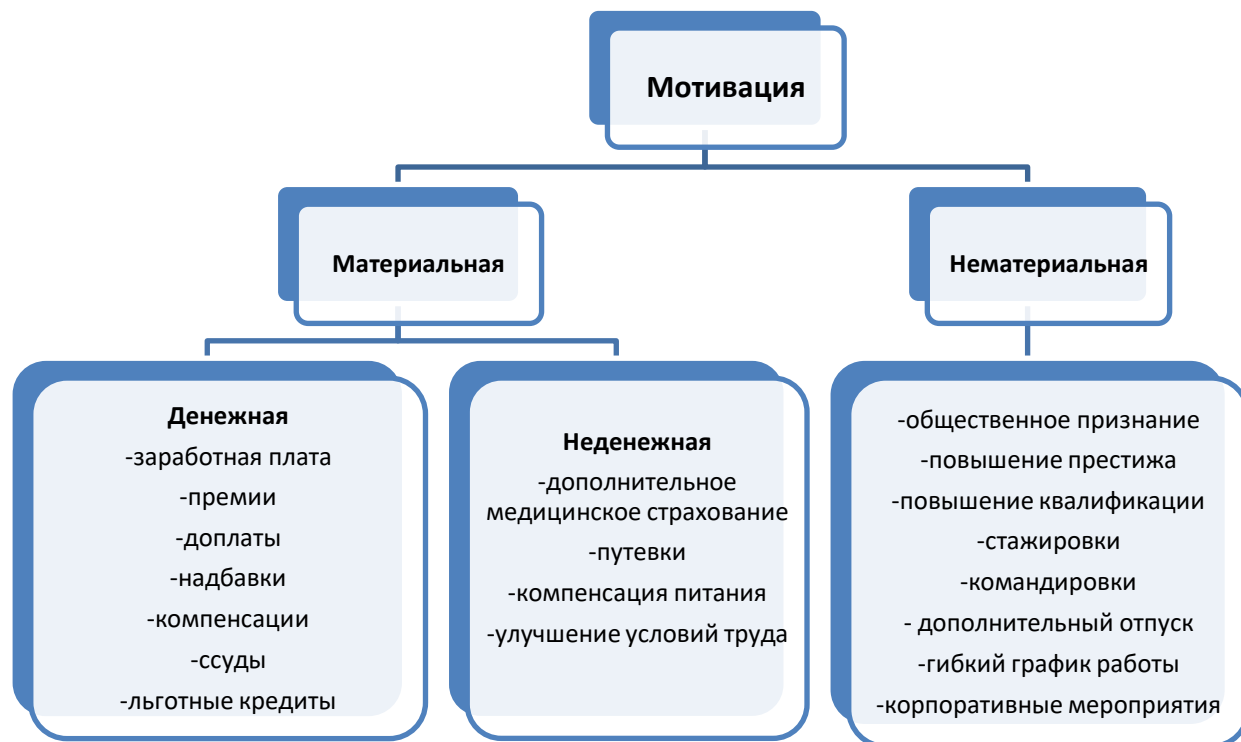 Мотивация
Материальная
Нематериальная
Денежная
-заработная плата
-премии
-доплаты
-надбавки
-компенсации
-ссуды
-льготные кредиты
Неденежная
-дополнительное
медицинское страхование
-путевки
-компенсация питания
-улучшение условий труда
-общественное признание
-повышение престижа
-повышение квалификации
-стажировки
-командировки
- дополнительный отпуск
-гибкий график работы
-корпоративные мероприятия